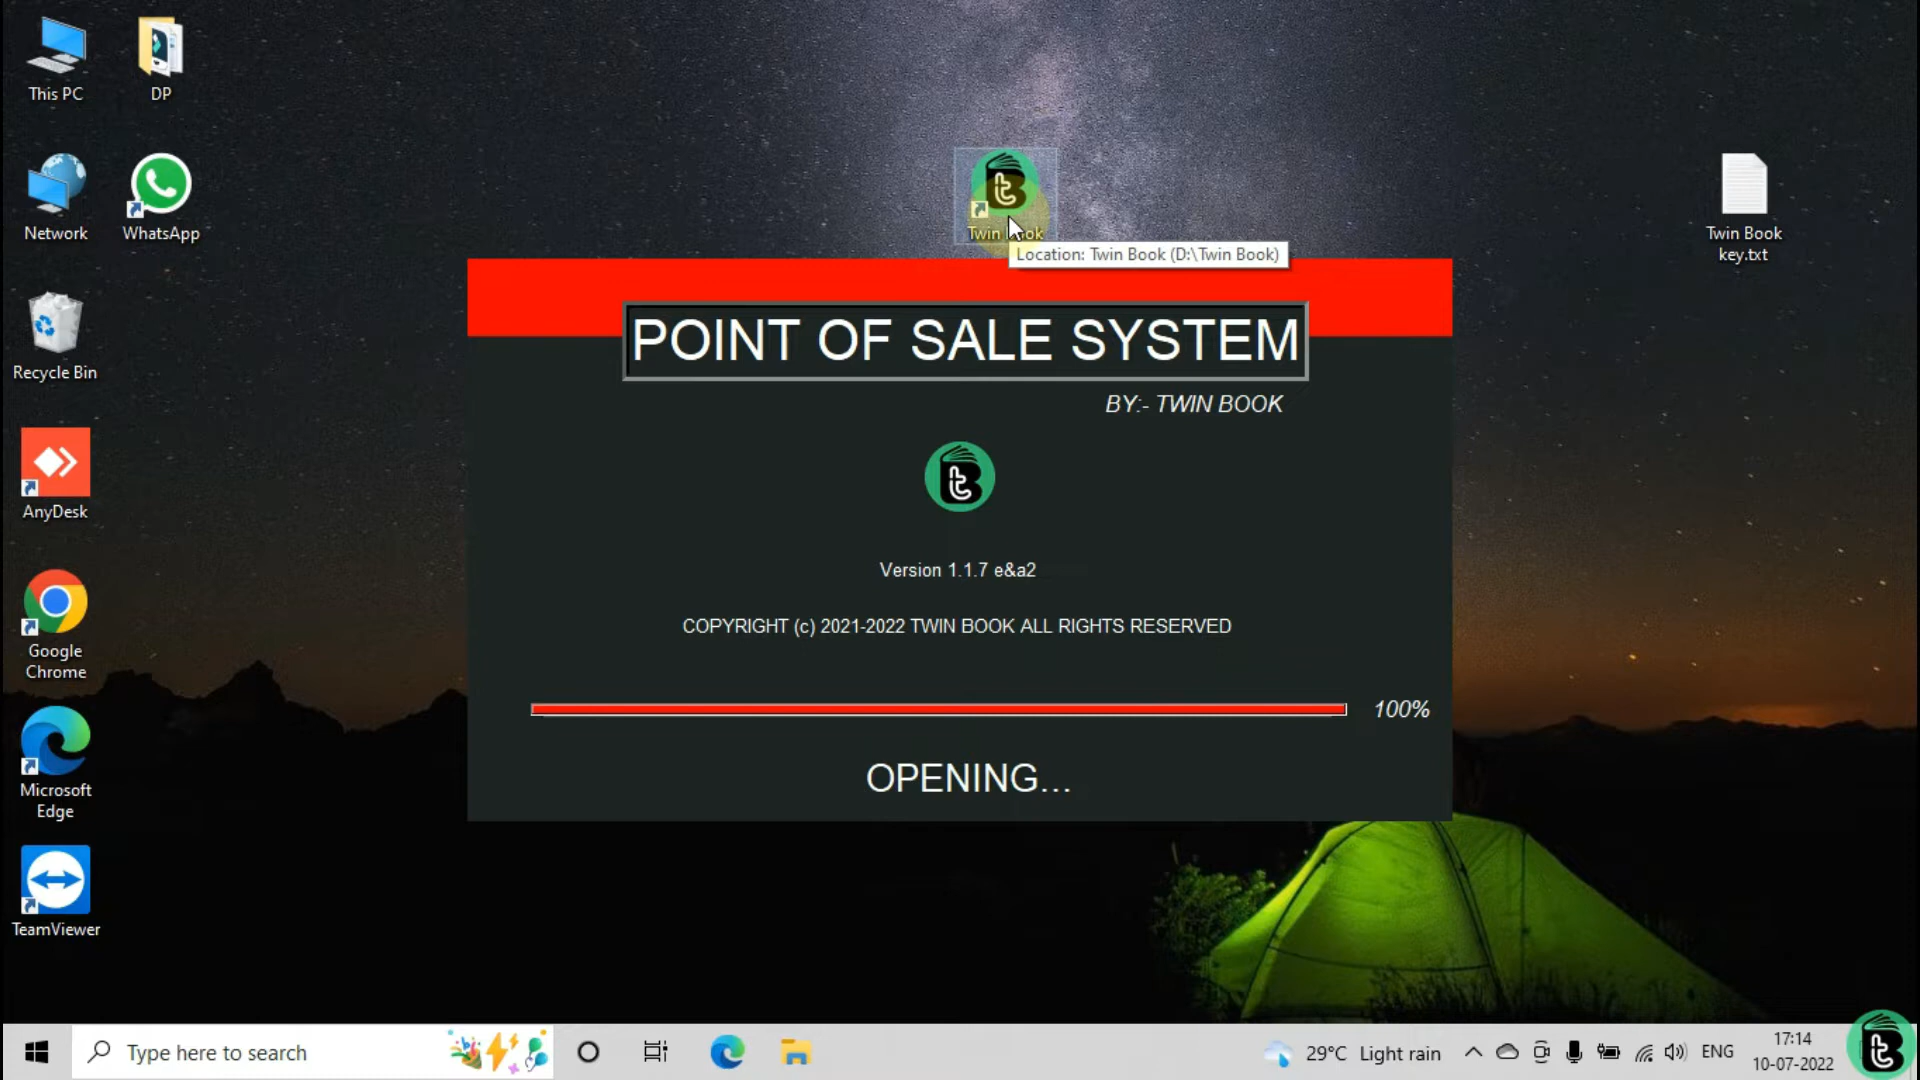 This PC
DP
Network
WhatsApp
Twin Book
Location: Twin Book (D:\Twin Book)
Twin Book
key.txt
Recycle Bin
POINT OF SALE SYSTEM
BY:- TWIN BOOK
AnyDesk
Version 1.1.7 e&a2
COPYRIGHT (c) 2021-2022 TWIN BOOK ALL RIGHTS RESERVED
Google
Chrome
100%
OPENING...
Microsoft
Edge
TeamViewer
Type here to search
29°C Light rain
ENG
17:14
10-07-2022